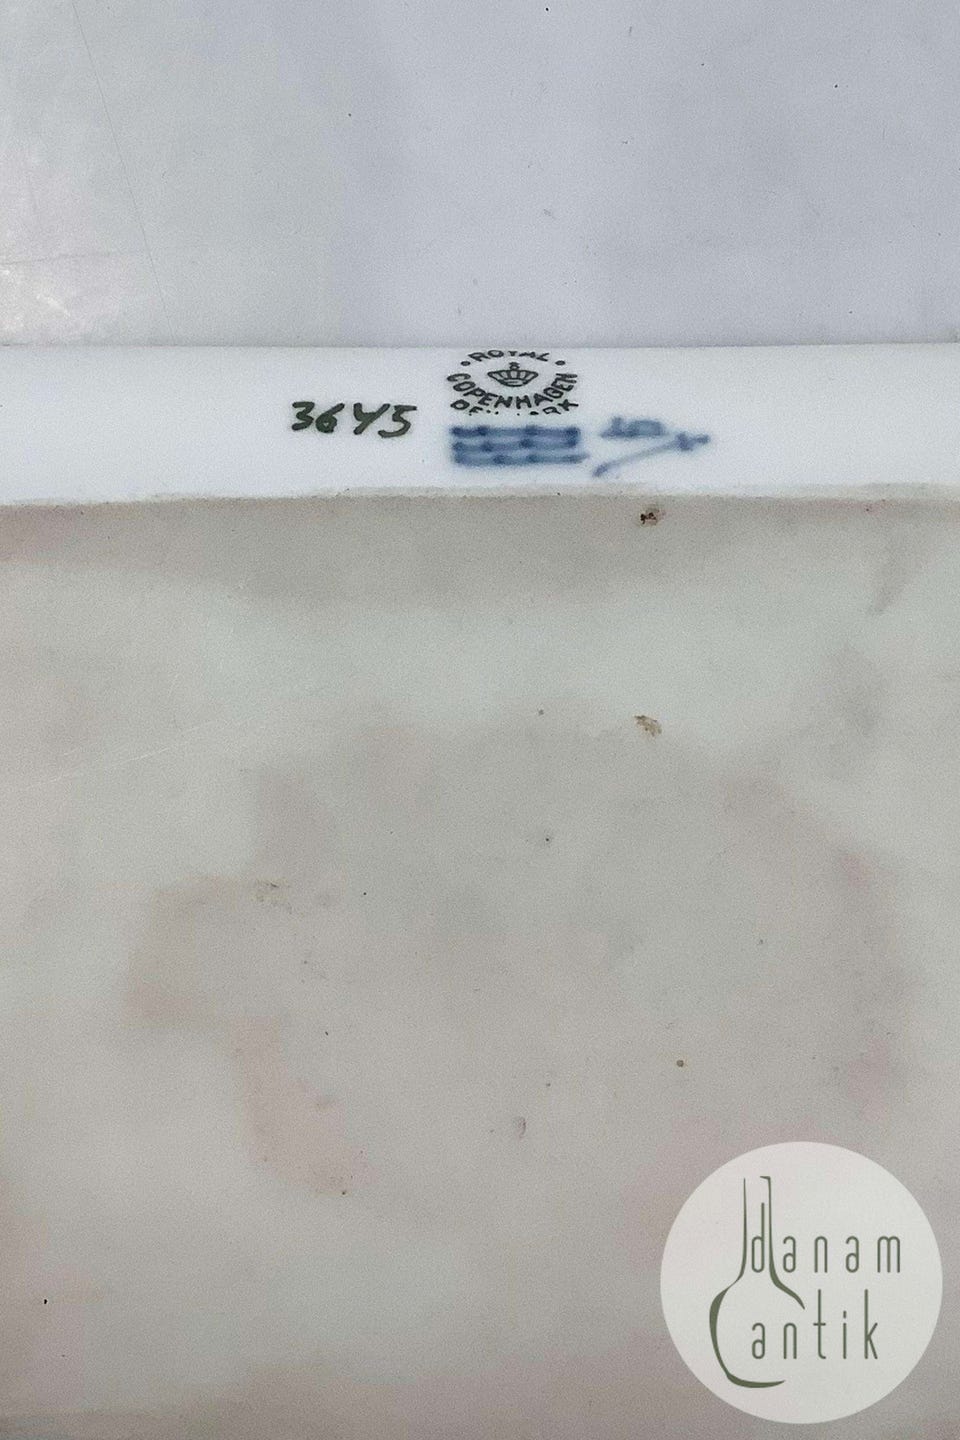 ROYAL
COPENHAGEN
3645
danam
antik